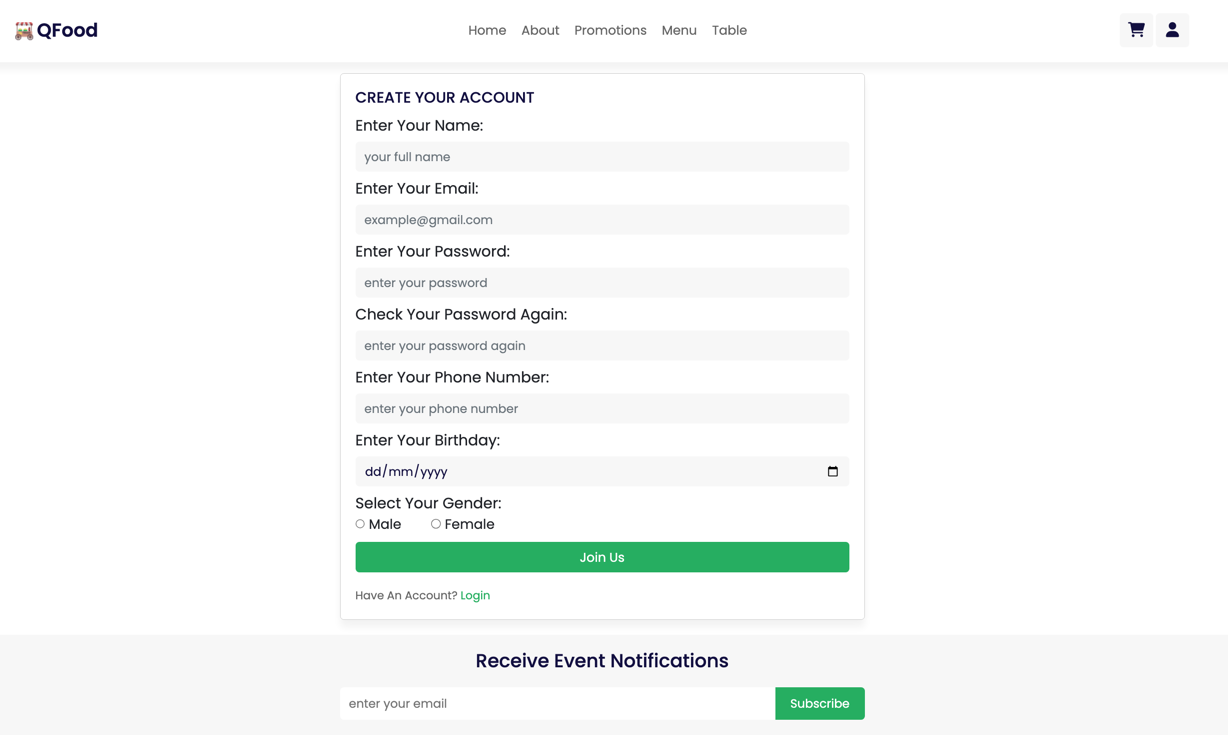 QFood
Home About Promotions Menu Table
CREATE YOUR ACCOUNT
Enter Your Name:
your full name
Enter Your Email:
example@gmail.com
Enter Your Password:
enter your password
Check Your Password Again:
enter your password again
Enter Your Phone Number:
enter your phone number
Enter Your Birthday:
dd/mm/yyyy
Select Your Gender:
Male Female
Join Us
Have An Account? Login
Receive Event Notifications
enter your email Subscribe